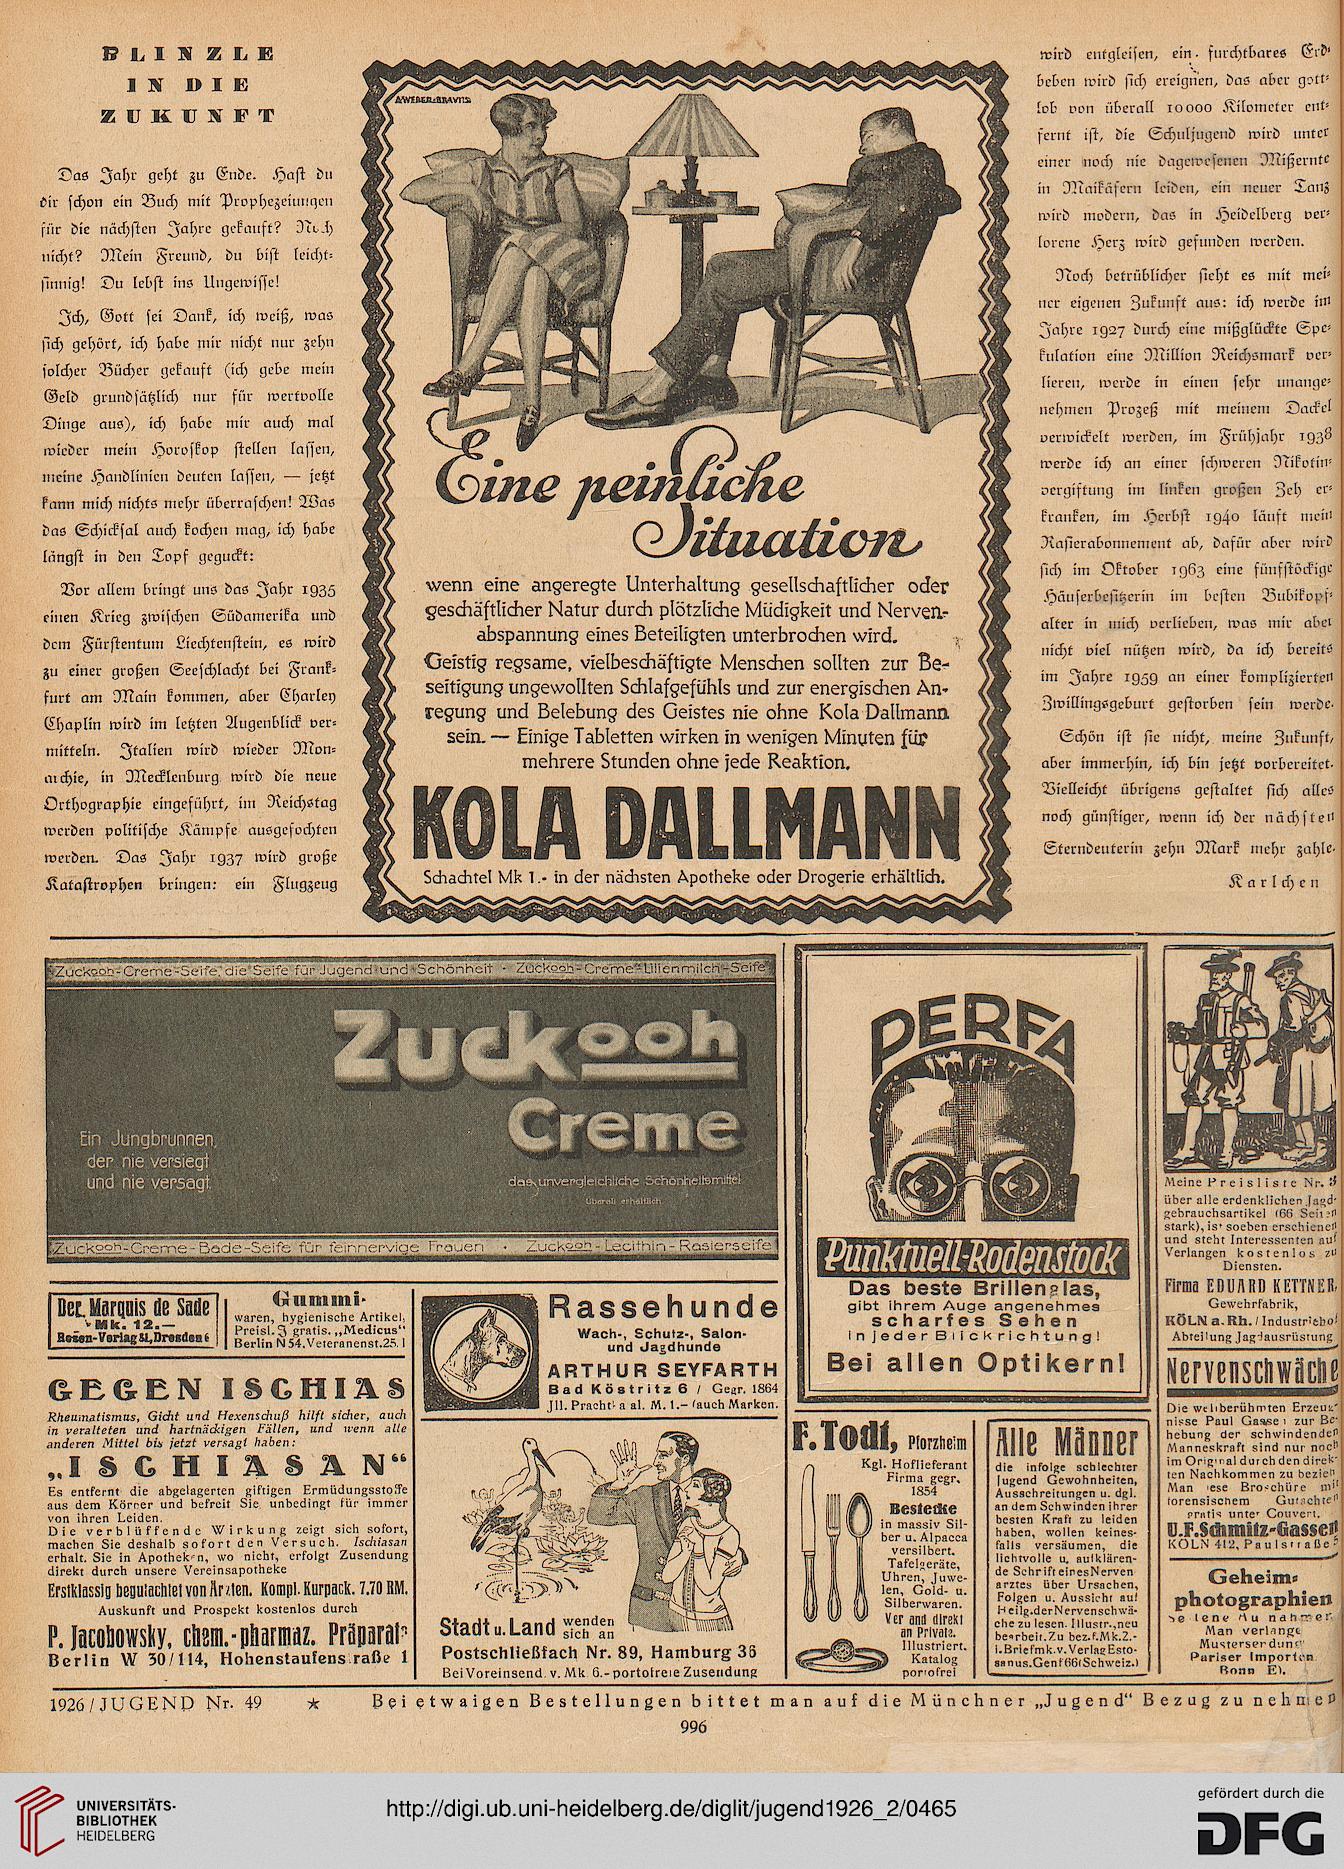 BLINZLE
IN DIE
ZUKUNFT
Das Jahr geht zu Ende. Hast du
dir schon ein Buch mit Prophezeiungen
für die nächsten Jahre gekauft? Noch
nicht? Mein Freund, du bist leicht=
sinnig! Du lebst ins Ungewisse!
Ich, Gott sei Dank, ich weiß, was
sich gehört, ich habe mir nicht nur zehn
solcher Bücher gekauft (ich gebe mein
Geld grundsätzlich nur für wertvolle
Dinge aus), ich habe mir auch mal
wieder mein Horoskop stellen lassen,
meine Handlinien deuten lassen, — jetzt
kann mich nichts mehr überraschen! Was
das Schicksal auch kochen mag, ich habe
längst in den Topf geguckt:
Vor allem bringt uns das Jahr 1935
einen Krieg zwischen Südamerika und
dem Fürstentum Liechtenstein, es wird
zu einer großen Seeschlacht bei Frank=
furt am Main kommen, aber Charley
Chaplin wird im letzten Augenblick ver=
mitteln. Italien wird wieder Mon=
archie, in Mecklenburg wird die neue
Orthographie eingeführt, im Reichstag
werden politische Kämpfe ausgefochten
werden. Das Jahr 1937 wird große
Katastrophen bringen: ein Flugzeug
A. WEBER-BRAVNS
Eine peinliche
Situation
wenn eine angeregte Unterhaltung gesellschaftlicher oder
geschäftlicher Natur durch plötzliche Müdigkeit und Nerven-
abspannung eines Beteiligten unterbrochen wird.
Geistig regsame, vielbeschäftigte Menschen sollten zur Be-
seitigung ungewollten Schlafgefühls und zur energischen An-
regung und Belebung des Geistes nie ohne Kola Dallmann
sein. — Einige Tabletten wirken in wenigen Minuten für
mehrere Stunden ohne jede Reaktion.
KOLA DALLMANN
Schachtel Mk 1.- in der nächsten Apotheke oder Drogerie erhältlich.
wird entgleisen, ein furchtbares Erd=
beben wird sich ereignen, das aber gott=
lob von überall 10000 Kilometer ent=
fernt ist, die Schuljugend wird unter
einer noch nie dagewesenen Mißernte
in Maikäfern leiden, ein neuer Tanz
wird modern, das in Heidelberg ver=
lorene Herz wird gefunden werden.
Noch betrüblicher sieht es mit mei=
ner eigenen Zukunft aus: ich werde im
Jahre 1927 durch eine mißglückte Spe=
kulation eine Million Reichsmark ver=
lieren, werde in einen sehr unange=
nehmen Prozeß mit meinem Dackel
verwickelt werden, im Frühjahr 1938
werde ich an einer schweren Nikotin=
vergiftung im linken großen Zeh er=
kranken, im Herbst 1940 läuft mein
Rasierabonnement ab, dafür aber wird
sich im Oktober 1963 eine fünfstöckige
Häuserbesitzerin im besten Bubikopf=
alter in mich verlieben, was mir aber
nicht viel nützen wird, da ich bereits
im Jahre 1959 an einer komplizierten
Zwillingsgeburt gestorben sein werde.
Schön ist sie nicht, meine Zukunft,
aber immerhin, ich bin jetzt vorbereitet.
Vielleicht übrigens gestaltet sich alles
noch günstiger, wenn ich der nächsten
Sterndeuterin zehn Mark mehr zahle.
Karlchen
Zuckooh-Creme-Seife, die Seife für Jugend und Schönheit • Zuckooh-Creme-Lilienmilch-Seife
Zuckooh
Creme
Ein Jungbrunnen,
der nie versiegt
und nie versagt.
das unvergleichliche Schönheitsmittel
überall erhältlich
Zuckooh-Creme-Bade-Seife für feinnervige Frauen • Zuckooh-Lecithin-Rasierseife
PERFA
Punktuell-Rodenstock
Das beste Brillenglas,
gibt ihrem Auge angenehmes
scharfes Sehen
in jeder Blickrichtung!
Bei allen Optikern!
Meine Preisliste Nr.
über alle erdenklichen Jagd-
gebrauchsartikel (66 Seiten
stark), ist soeben erschienen
und steht Interessenten auf
Verlangen kostenlos zu
Diensten.
Firma EDUARD KETTNER,
Gewehrfabrik,
KÖLN a. Rh. / Industriehof
Abteilung Jagdausrüstung
Der Marquis de Sade
Mk. 12.—
Rosen-Verlag 31, Dresden 6
Gummi-
waren, hygienische Artikel,
Preisl. J gratis. „Medicus“
Berlin N 54, Veteranenst. 25. I
GEGEN ISCHIAS
Rheumatismus, Gicht und Hexenschuß hilft sicher, auch
in veralteten und hartnäckigen Fällen, und wenn alle
anderen Mittel bis jetzt versagt haben:
„ISCHIASAN“
Es entfernt die abgelagerten giftigen Ermüdungsstoffe
aus dem Körper und befreit Sie unbedingt für immer
von ihren Leiden.
Die verblüffende Wirkung zeigt sich sofort,
machen Sie deshalb sofort den Versuch. Ischiasan
erhalt. Sie in Apotheken, wo nicht, erfolgt Zusendung
direkt durch unsere Vereinsapotheke
Erstklassig begutachtet von Ärzten. Kompl. Kurpack. 7.70 RM.
Auskunft und Prospekt kostenlos durch
P. Jacobowsky, chem.-pharmaz. Präparate
Berlin W 30/114, Hohenstaufenstraße 1
Rassehunde
Wach-, Schutz-, Salon-
und Jagdhunde
ARTHUR SEYFARTH
Bad Köstritz 6 / Gegr. 1864
Jll. Prachtkatal. M. 1.– (auch Marken.
Stadt u. Land wenden
sich an
Postschließfach Nr. 89, Hamburg 36
Bei Voreinsend. v. Mk. 6.- portofreie Zusendung
F. Todt, Pforzheim
Kgl. Hoflieferant
Firma gegr.
1854
Bestecke
in massiv Sil-
ber u. Alpacca
versilbert.
Tafelgeräte,
Uhren, Juwe-
len, Gold- u.
Silberwaren.
Versand direkt
an Private.
Illustriert.
Katalog
portofrei
Alle Männer
die infolge schlechter
Jugend Gewohnheiten,
Ausschreitungen u. dgl.
an dem Schwinden ihrer
besten Kraft zu leiden
haben, wollen keines-
falls versäumen, die
lichtvolle u. aufklären-
de Schrift eines Nerven
arztes über Ursachen,
Folgen u. Aussicht auf
Heilg. der Nervenschwä-
che zu lesen. Illustr., neu
bearbeit. Zu bez. f. Mk. 2.-
i. Briefmk. v. Verlag Esto-
sanus. Genf 66 (Schweiz.)
Nervenschwäche
Die weltberühmten Erzeug-
nisse Paul Gassen zur Be-
hebung der schwindenden
Manneskraft sind nur noch
im Original durch den direk-
ten Nachkommen zu bezieh
Man lese Broschüre mit
forensischem Gutachten
gratis unter Couvert.
U.F. Schmitz-Gassen
KÖLN 412, Paulstraße 5
Geheim-
photographien
seltene Aufnahmen
Man verlange
Mustersendung
Pariser Importen
Bonn E).
1926 / JUGEND Nr. 49 ★ Bei etwaigen Bestellungen bittet man auf die Münchner „Jugend“ Bezug zu nehmen
996
UNIVERSITÄTS-
BIBLIOTHEK
HEIDELBERG
http://digi.ub.uni-heidelberg.de/diglit/jugend1926_2/0465
gefördert durch die
DFG